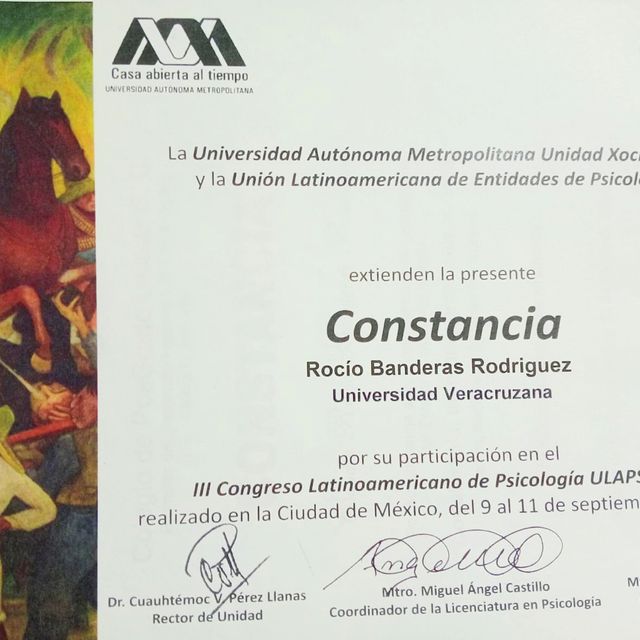 Casa abierta al tiempo
UNIVERSIDAD AUTÓNOMA METROPOLITANA
La Universidad Autónoma Metropolitana Unidad Xoc
y la Unión Latinoamericana de Entidades de Psicolo
extienden la presente
Constancia
Rocío Banderas Rodriguez
Universidad Veracruzana
por su participación en el
III Congreso Latinoamericano de Psicología ULAPS
realizado en la Ciudad de México, del 9 al 11 de septiem
Dr. Cuauhtémoc V. Pérez Llanas
Rector de Unidad
Mtro. Miguel Ángel Castillo
Coordinador de la Licenciatura en Psicología
M